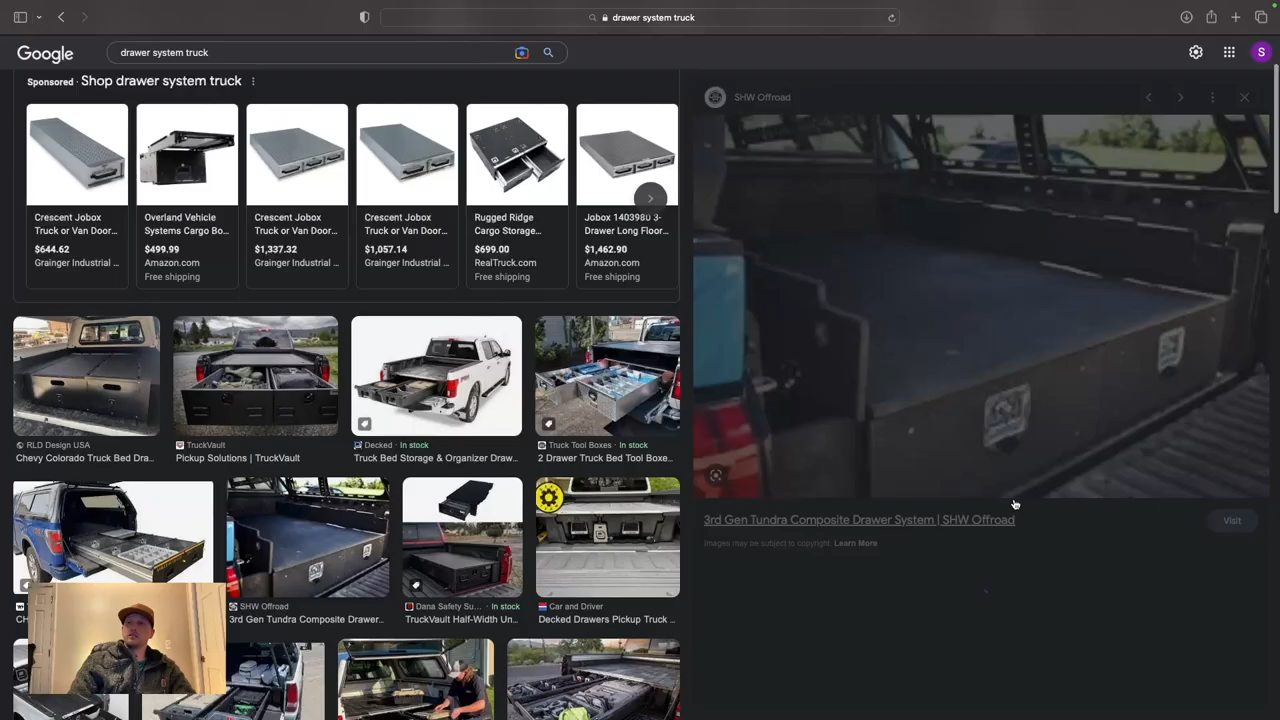 drawer system truck
Google
drawer system truck
S
Sponsored · Shop drawer system truck
Crescent Jobox
Truck or Van Door...
$644.62
Grainger Industrial ...
Overland Vehicle
Systems Cargo Bo...
$499.99
Amazon.com
Free shipping
Crescent Jobox
Truck or Van Door...
$1,337.32
Grainger Industrial ...
Crescent Jobox
Truck or Van Door...
$1,057.14
Grainger Industrial ...
Rugged Ridge
Cargo Storage...
$699.00
RealTruck.com
Free shipping
Jobox 1403980 3-
Drawer Long Floor...
$1,462.90
Amazon.com
Free shipping
RLD Design USA
Chevy Colorado Truck Bed Dra...
TruckVault
Pickup Solutions | TruckVault
Decked · In stock
Truck Bed Storage & Organizer Draw...
Truck Tool Boxes · In stock
2 Drawer Truck Bed Tool Boxe...
SHW Offroad
3rd Gen Tundra Composite Drawer...
Dana Safety Su... · In stock
TruckVault Half-Width Un...
Car and Driver
Decked Drawers Pickup Truck ...
SHW Offroad
3rd Gen Tundra Composite Drawer System | SHW Offroad
Visit
Images may be subject to copyright. Learn More